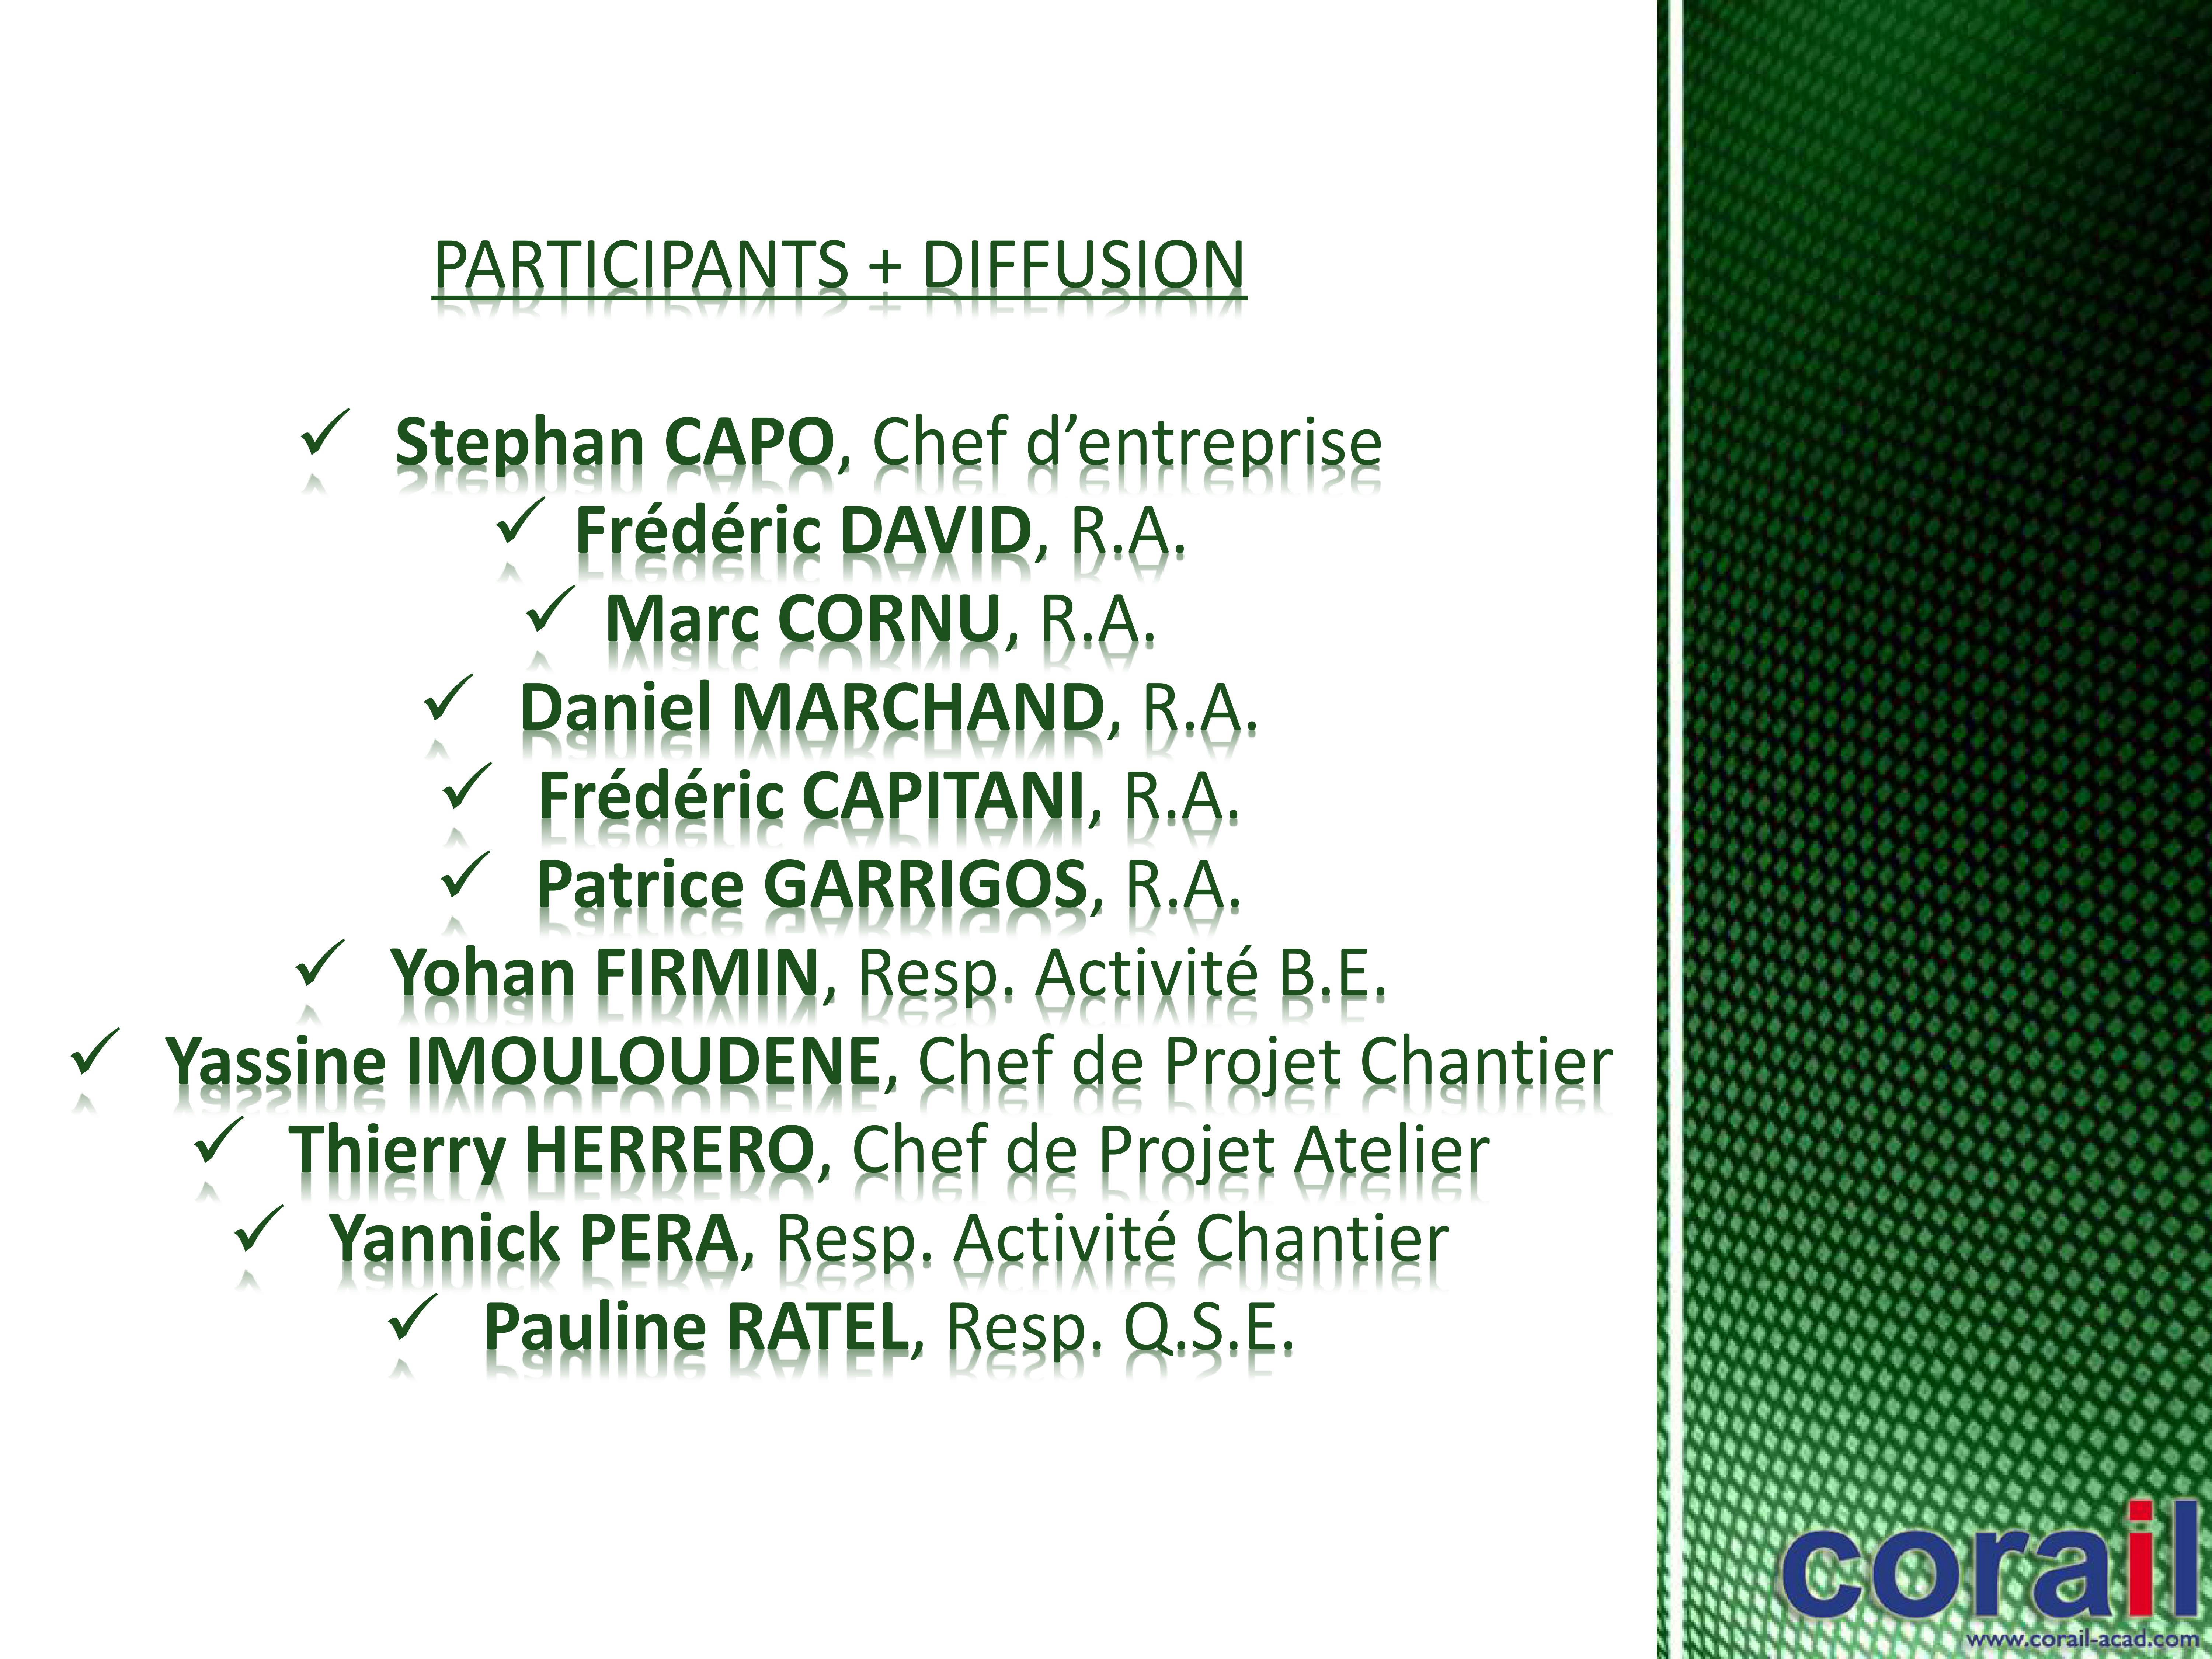 PARTICIPANTS + DIFFUSION
✓ Stephan CAPO, Chef d’entreprise
✓ Frédéric DAVID, R.A.
✓ Marc CORNU, R.A.
✓ Daniel MARCHAND, R.A.
✓ Frédéric CAPITANI, R.A.
✓ Patrice GARRIGOS, R.A.
✓ Yohan FIRMIN, Resp. Activité B.E.
✓ Yassine IMOULOUDENE, Chef de Projet Chantier
✓ Thierry HERRERO, Chef de Projet Atelier
✓ Yannick PERA, Resp. Activité Chantier
✓ Pauline RATEL, Resp. Q.S.E.
corail
www.corail-acad.com